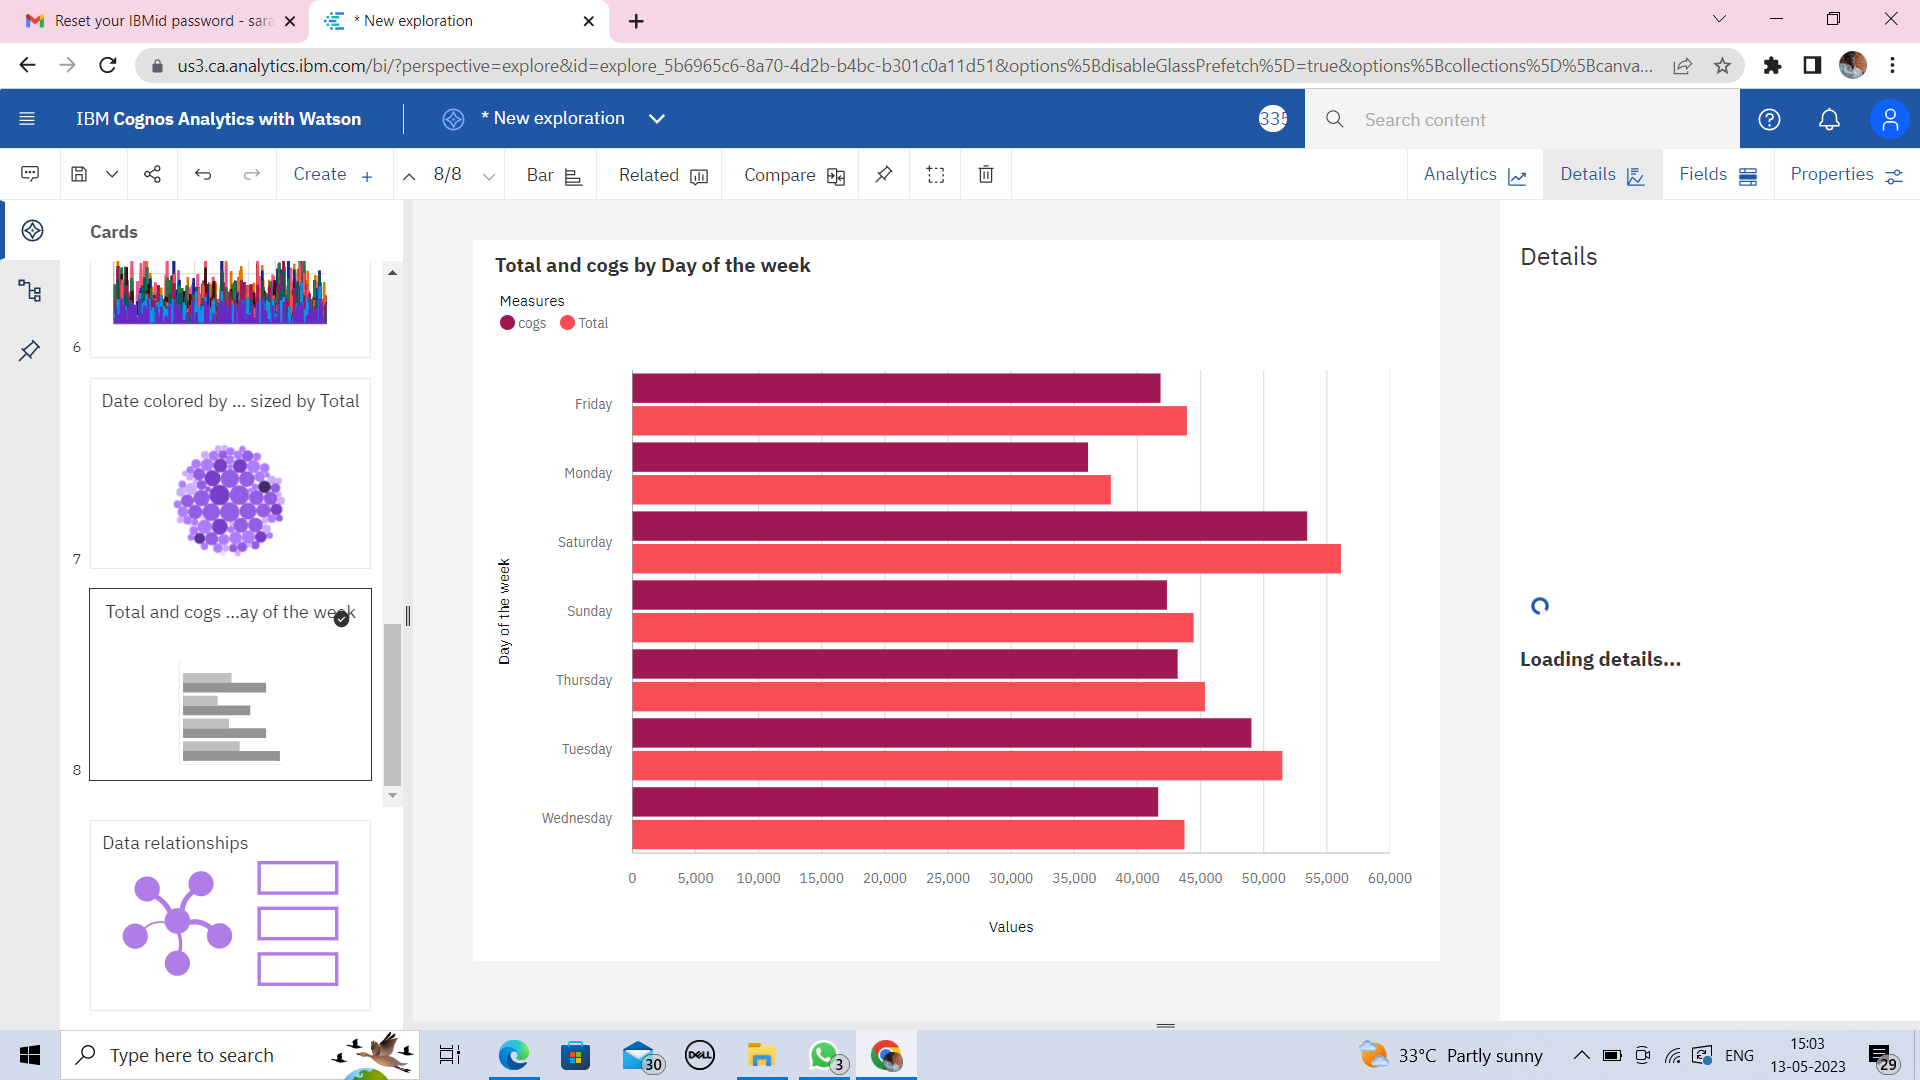 Reset your IBMid password - sara
* New exploration
us3.ca.analytics.ibm.com/bi/?perspective=explore&id=explore_5b6965c6-8a70-4d2b-b4bc-b301c0a11d51&options%5BdisableGlassPrefetch%5D=true&options%5Bcollections%5D%5Bcanva...
IBM Cognos Analytics with Watson
* New exploration
335
Search content
Create +
8/8
Bar
Related
Compare
Analytics
Details
Fields
Properties
Cards
6
Date colored by ... sized by Total
7
Total and cogs ...ay of the week
8
Data relationships
Total and cogs by Day of the week
Measures
cogs Total
Day of the week
Friday
Monday
Saturday
Sunday
Thursday
Tuesday
Wednesday
0 5,000 10,000 15,000 20,000 25,000 30,000 35,000 40,000 45,000 50,000 55,000 60,000
Values
Details
Loading details...
Type here to search
30
DELL
3
33°C Partly sunny
ENG
15:03
13-05-2023
29